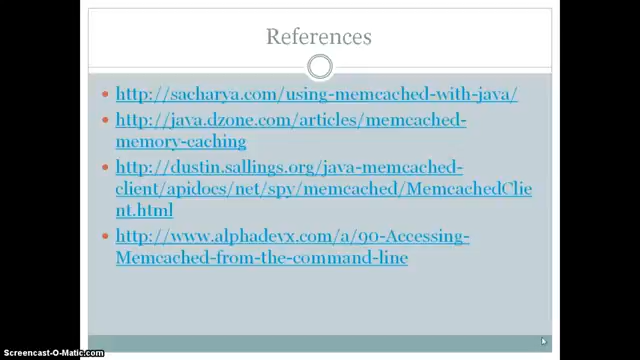 References
http://sacharya.com/using-memcached-with-java/
http://java.dzone.com/articles/memcached-
memory-caching
http://dustin.sallings.org/java-memcached-
client/apidocs/net/spy/memcached/MemcachedClie
nt.html
http://www.alphadevx.com/a/90-Accessing-
Memcached-from-the-command-line
Screencast-O-Matic.com